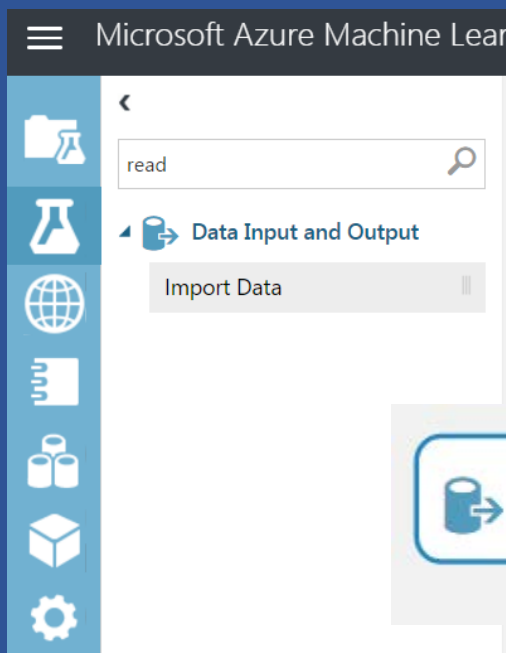 Microsoft Azure Machine Lear
read
Data Input and Output
Import Data